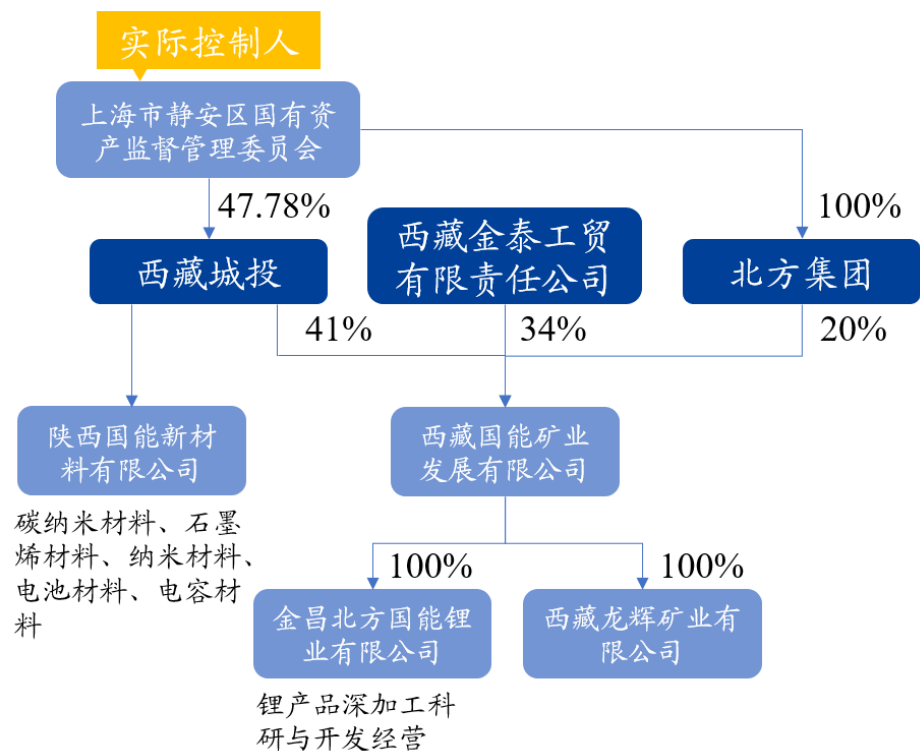 实际控制人
上海市静安区国有资
产监督管理委员会
47.78%
100%
西藏城投
西藏金泰工贸
有限责任公司
北方集团
41%
34%
20%
陕西国能新材
料有限公司
西藏国能矿业
发展有限公司
碳纳米材料、石墨
烯材料、纳米材料、
电池材料、电容材
料
100%
100%
金昌北方国能锂
业有限公司
西藏龙辉矿业有
限公司
锂产品深加工科
研与开发经营